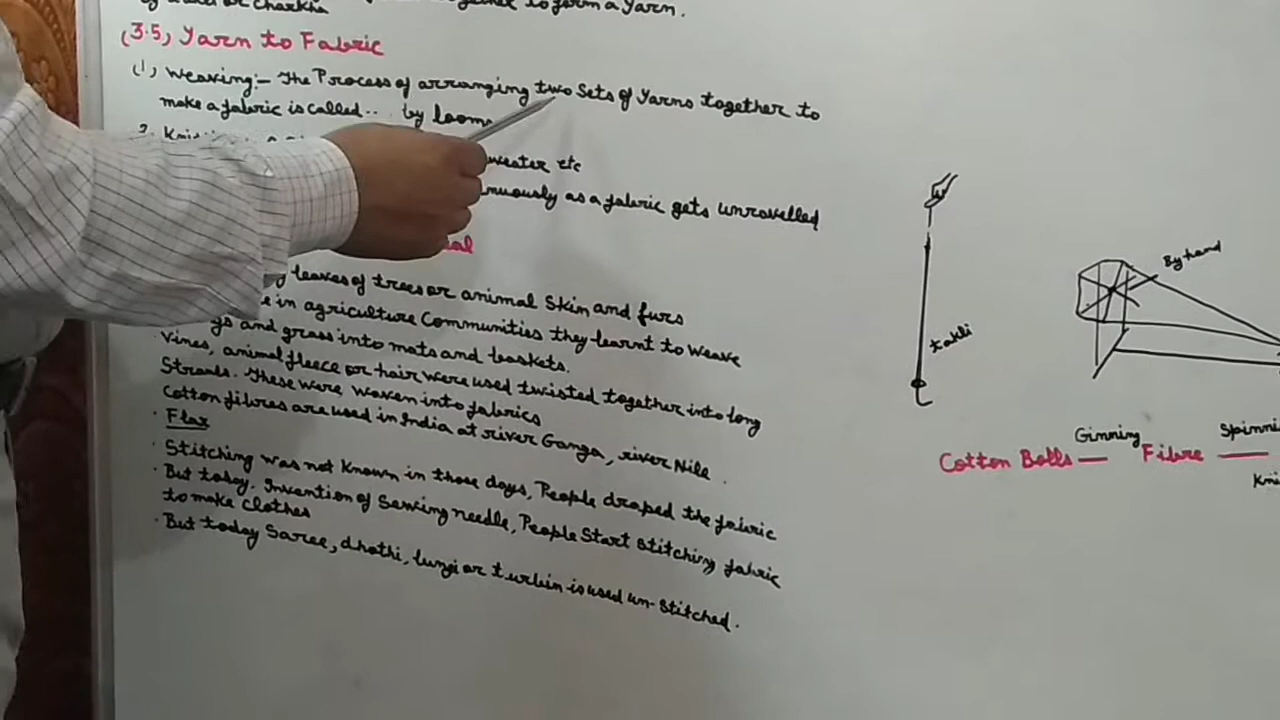 together to form a Yarn.
or Charkha
(3.5) Yarn to Fabric
(1) Weaving:- The Process of arranging two Sets of Yarns together to
make a fabric is called.. by looms
2.
sweater etc
as a fabric gets unravelled
leaves of trees or animal Skin and furs
in agriculture Communities they learnt to weave
and grass into mats and baskets.
Vines, animal fleece or hair were used twisted together into long
Strands. These were woven into fabrics
Cotton fibres are used in India at river Ganga, river Nile.
· Flax
· Stitching was not known in those days, People draped the fabric
· But today. Invention of Sewing needle, People Start stitching fabric
to make clothes
· But today Saree, dhothi, lungi or turbin is used un-stitched.
takli
By hand
Cotton Bolls — Ginning Fibre —